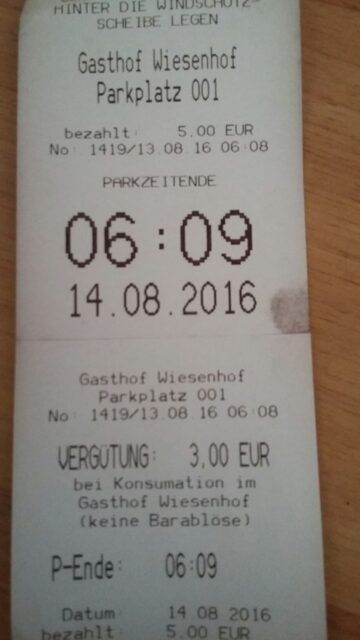 HINTER DIE WINDSCHUTZ-
SCHEIBE LEGEN
Gasthof Wiesenhof
Parkplatz 001
bezahlt: 5.00 EUR
No: 1419/13.08.16 06:08
PARKZEITENDE
06:09
14.08.2016
Gasthof Wiesenhof
Parkplatz 001
No: 1419/13.08.16 06:08
VERGÜTUNG: 3,00 EUR
bei Konsumation im
Gasthof Wiesenhof
(keine Barablöse)
P-Ende: 06:09
Datum: 14.08.2016
bezahlt: 5.00 EUR